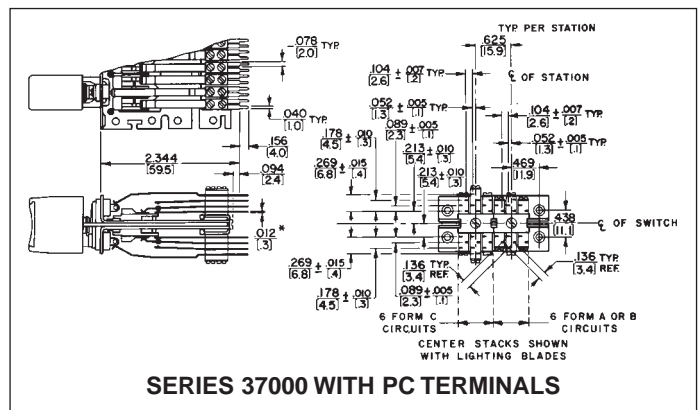 TYP. PER STATION
.625
[15.9]
℄ OF STATION
-.078 TYP.
[2.0]
.104 ± .007 TYP.
[2.6] [.2]
.040
[1.0]
.052 ± .005 TYP.
[1.3] [.1]
.104 ± .007
[2.6] [.2]
.156
[4.0]
.178 ± .010
[4.5] [.3]
.089 ± .005
[2.3] [.1]
.052 ± .005
[1.3] [.1]
2.344
[59.5]
.094
[2.4]
.269 ± .015
[6.8] [.4]
.213 ± .010
[5.4] [.3]
.469
[11.9]
.213 ± .010
[5.4] [.3]
.438
[11.1]
℄ OF SWITCH
.012 *
[.3]
.269 ± .015
[6.8] [.4]
.136 TYP.
[3.4] REF.
.136 TYP.
[3.4] REF.
.178 ± .010
[4.5] [.3]
.089 ± .005
[2.3] [.1]
6 FORM C
CIRCUITS
6 FORM A OR B
CIRCUITS
CENTER STACKS SHOWN
WITH LIGHTING BLADES
SERIES 37000 WITH PC TERMINALS